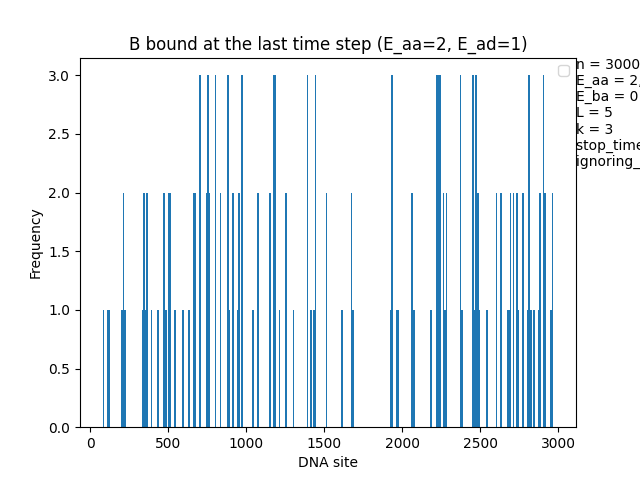 B bound at the last time step (E_aa=2, E_ad=1)
n = 3000
E_aa = 2,
E_ba = 0
L = 5
k = 3
stop_time
ignoring_
3.0
2.5
2.0
1.5
1.0
0.5
0.0
Frequency
0 500 1000 1500 2000 2500 3000
DNA site